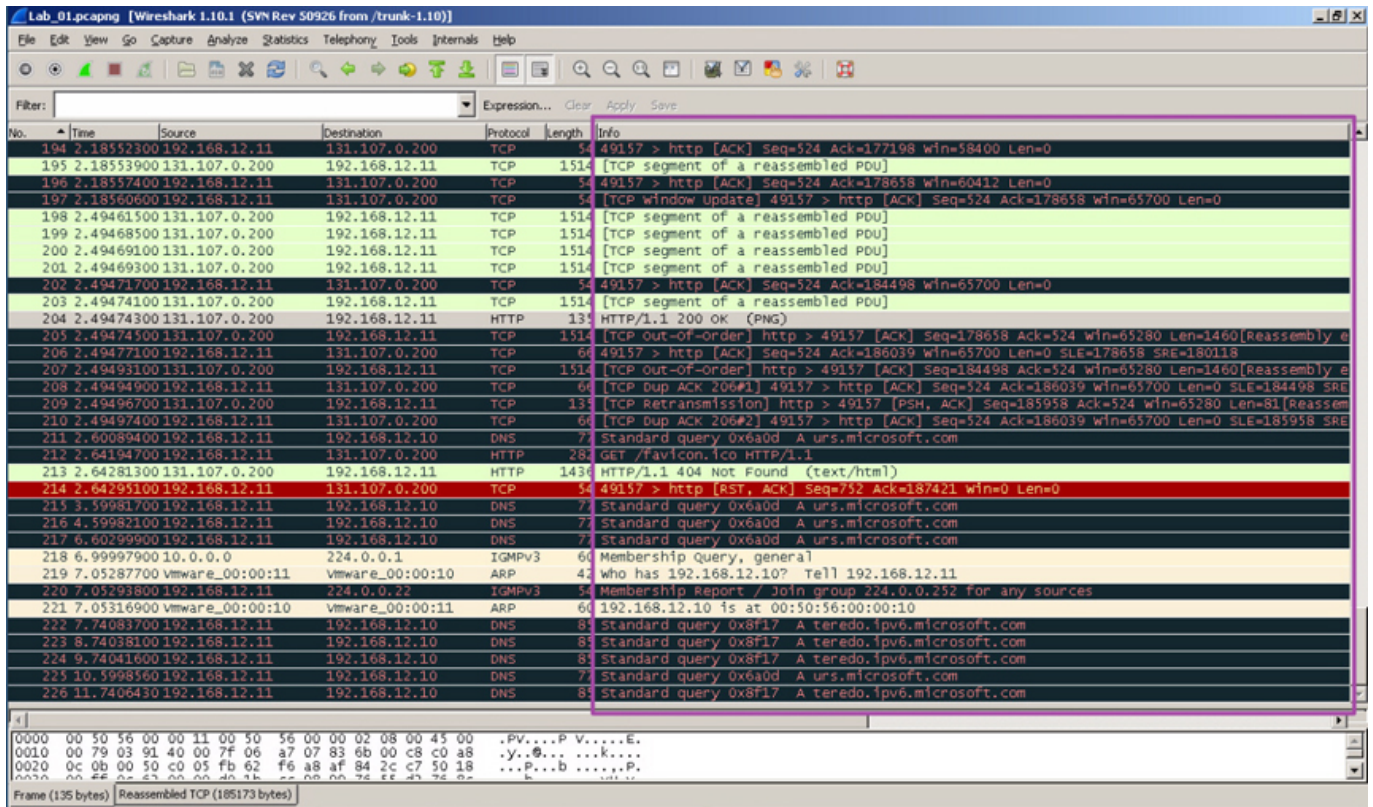 Lab_01.pcapng [Wireshark 1.10.1 (SVN Rev 50926 from /trunk-1.10)]
File Edit View Go Capture Analyze Statistics Telephony Tools Internals Help
Filter: Expression... Clear Apply Save
No. Time Source Destination Protocol Length Info
194 2.18552300 192.168.12.11 131.107.0.200 TCP 54 49157 > http [ACK] Seq=524 Ack=177198 Win=58400 Len=0
195 2.18553900 131.107.0.200 192.168.12.11 TCP 1514 [TCP segment of a reassembled PDU]
196 2.18557400 192.168.12.11 131.107.0.200 TCP 54 49157 > http [ACK] Seq=524 Ack=178658 Win=60412 Len=0
197 2.18560600 192.168.12.11 131.107.0.200 TCP 54 [TCP Window Update] 49157 > http [ACK] Seq=524 Ack=178658 Win=65700 Len=0
198 2.49461500 131.107.0.200 192.168.12.11 TCP 1514 [TCP segment of a reassembled PDU]
199 2.49468500 131.107.0.200 192.168.12.11 TCP 1514 [TCP segment of a reassembled PDU]
200 2.49469100 131.107.0.200 192.168.12.11 TCP 1514 [TCP segment of a reassembled PDU]
201 2.49469300 131.107.0.200 192.168.12.11 TCP 1514 [TCP segment of a reassembled PDU]
202 2.49471700 192.168.12.11 131.107.0.200 TCP 54 49157 > http [ACK] Seq=524 Ack=184498 Win=65700 Len=0
203 2.49474100 131.107.0.200 192.168.12.11 TCP 1514 [TCP segment of a reassembled PDU]
204 2.49474300 131.107.0.200 192.168.12.11 HTTP 135 HTTP/1.1 200 OK (PNG)
205 2.49474500 131.107.0.200 192.168.12.11 TCP 1514 [TCP Out-of-Order] http > 49157 [ACK] Seq=178658 Ack=524 Win=65280 Len=1460[Reassembly e
206 2.49477100 192.168.12.11 131.107.0.200 TCP 66 49157 > http [ACK] Seq=524 Ack=186039 Win=65700 Len=0 SLE=178658 SRE=180118
207 2.49493100 131.107.0.200 192.168.12.11 TCP 1514 [TCP Out-of-Order] http > 49157 [ACK] Seq=184498 Ack=524 Win=65280 Len=1460[Reassembly e
208 2.49494900 192.168.12.11 131.107.0.200 TCP 66 [TCP Dup ACK 206#1] 49157 > http [ACK] Seq=524 Ack=186039 Win=65700 Len=0 SLE=184498 SRE
209 2.49496700 131.107.0.200 192.168.12.11 TCP 135 [TCP Retransmission] http > 49157 [PSH, ACK] Seq=185958 Ack=524 Win=65280 Len=81[Reassem
210 2.49497400 192.168.12.11 131.107.0.200 TCP 66 [TCP Dup ACK 206#2] 49157 > http [ACK] Seq=524 Ack=186039 Win=65700 Len=0 SLE=185958 SRE
211 2.60089400 192.168.12.11 192.168.12.10 DNS 77 Standard query 0x6a0d A urs.microsoft.com
212 2.64194700 192.168.12.11 131.107.0.200 HTTP 282 GET /favicon.ico HTTP/1.1
213 2.64281300 131.107.0.200 192.168.12.11 HTTP 1436 HTTP/1.1 404 Not Found (text/html)
214 2.64295100 192.168.12.11 131.107.0.200 TCP 54 49157 > http [RST, ACK] Seq=752 Ack=187421 Win=0 Len=0
215 3.59981700 192.168.12.11 192.168.12.10 DNS 77 Standard query 0x6a0d A urs.microsoft.com
216 4.59982100 192.168.12.11 192.168.12.10 DNS 77 Standard query 0x6a0d A urs.microsoft.com
217 6.60299900 192.168.12.11 192.168.12.10 DNS 77 Standard query 0x6a0d A urs.microsoft.com
218 6.99997900 10.0.0.0 224.0.0.1 IGMPv3 60 Membership Query, general
219 7.05287700 Vmware_00:00:11 Vmware_00:00:10 ARP 42 who has 192.168.12.10? Tell 192.168.12.11
220 7.05293800 192.168.12.11 224.0.0.22 IGMPv3 54 Membership Report / Join group 224.0.0.252 for any sources
221 7.05316900 Vmware_00:00:10 Vmware_00:00:11 ARP 60 192.168.12.10 is at 00:50:56:00:00:10
222 7.74083700 192.168.12.11 192.168.12.10 DNS 85 Standard query 0x8f17 A teredo.ipv6.microsoft.com
223 8.74038100 192.168.12.11 192.168.12.10 DNS 85 Standard query 0x8f17 A teredo.ipv6.microsoft.com
224 9.74041600 192.168.12.11 192.168.12.10 DNS 85 Standard query 0x8f17 A teredo.ipv6.microsoft.com
225 10.5998560 192.168.12.11 192.168.12.10 DNS 77 Standard query 0x6a0d A urs.microsoft.com
226 11.7406430 192.168.12.11 192.168.12.10 DNS 85 Standard query 0x8f17 A teredo.ipv6.microsoft.com
0000 00 50 56 00 00 11 00 50 56 00 00 02 08 00 45 00 .PV....P V.....E.
0010 00 79 03 91 40 00 7f 06 a7 07 83 6b 00 c8 c0 a8 .y..@... ...k....
0020 0c 0b 00 50 c0 05 fb 62 f6 a8 af 84 2c c7 50 18 ...P...b ....,.P.
Frame (135 bytes) Reassembled TCP (185173 bytes)